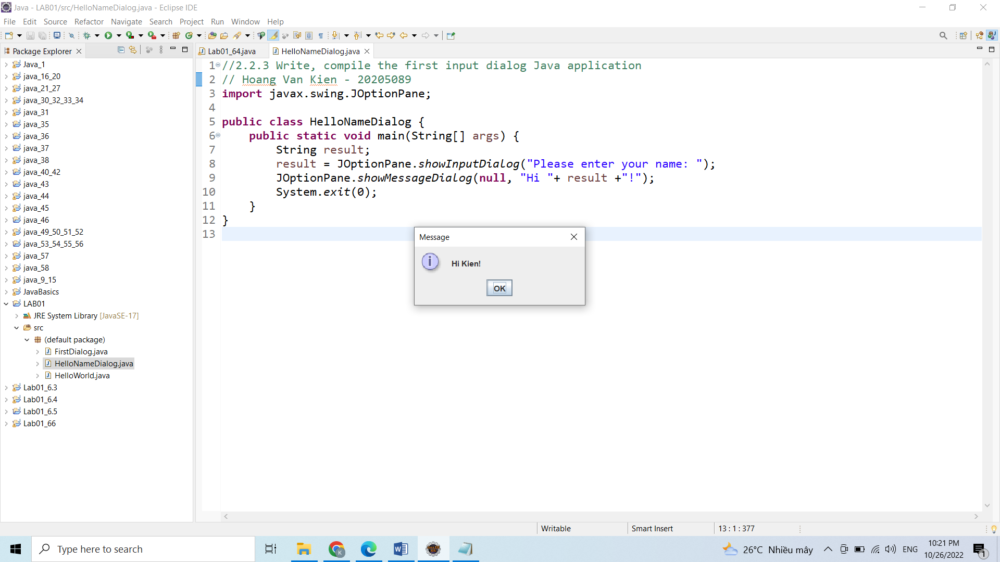 Java - LAB01/src/HelloNameDialog.java - Eclipse IDE
File Edit Source Refactor Navigate Search Project Run Window Help
Package Explorer
Java_1
java_16_20
java_21_27
java_30_32_33_34
java_31
java_35
java_36
java_37
java_38
java_40_42
java_43
java_44
java_45
java_46
java_49_50_51_52
java_53_54_55_56
java_57
java_58
java_9_15
JavaBasics
LAB01
JRE System Library [JavaSE-17]
src
(default package)
FirstDialog.java
HelloNameDialog.java
HelloWorld.java
Lab01_6.3
Lab01_6.4
Lab01_6.5
Lab01_66
Lab01_64.java HelloNameDialog.java
1 //2.2.3 Write, compile the first input dialog Java application
2 // Hoang Van Kien - 20205089
3 import javax.swing.JOptionPane;
4
5 public class HelloNameDialog {
6 public static void main(String[] args) {
7 String result;
8 result = JOptionPane.showInputDialog("Please enter your name: ");
9 JOptionPane.showMessageDialog(null, "Hi "+ result +"!");
10 System.exit(0);
11 }
12 }
13
Message
Hi Kien!
OK
Writable Smart Insert 13 : 1 : 377
Type here to search
26°C Nhiều mây ENG
10:21 PM
10/26/2022
1